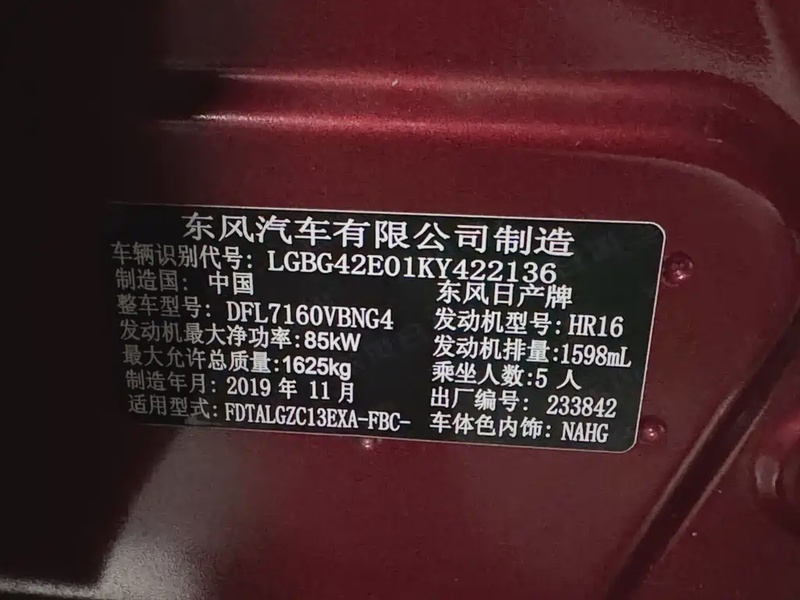 东风汽车有限公司制造
车辆识别代号: LGBG42E01KY422136
制造国: 中国 东风日产牌
整车型号: DFL7160VBNG4 发动机型号: HR16
发动机最大净功率: 85kW 发动机排量: 1598mL
最大允许总质量: 1625kg 乘坐人数: 5 人
制造年月: 2019 年 11 月 出厂编号: 233842
适用型式: FDTALGZC13EXA-FBC- 车体色内饰: NAHG